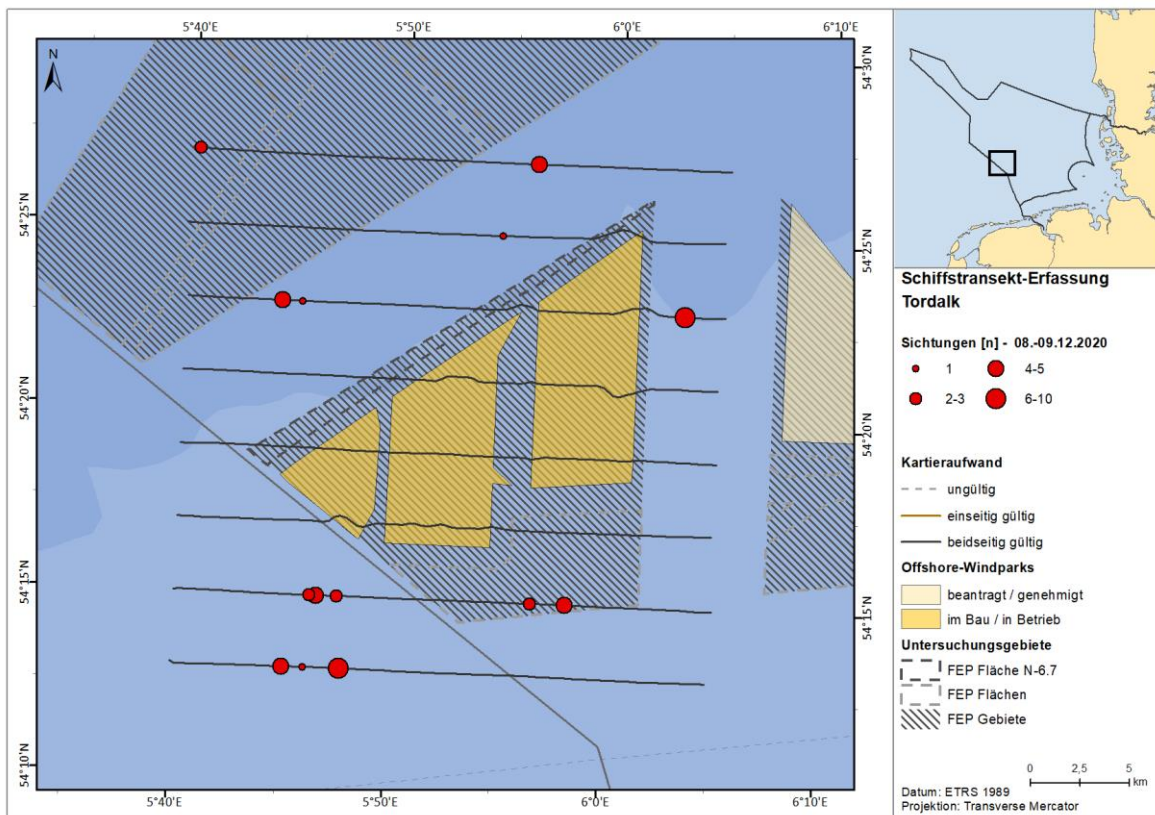 5°40'E 5°50'E 6°0'E 6°10'E
N
54°30'N
54°25'N
54°25'N
54°20'N
54°20'N
54°15'N
54°15'N
54°10'N
5°40'E 5°50'E 6°0'E 6°10'E
Schiffstransekt-Erfassung
Tordalk
Sichtungen [n] - 08.-09.12.2020
1 4-5
2-3 6-10
Kartieraufwand
ungültig
einseitig gültig
beidseitig gültig
Offshore-Windparks
beantragt / genehmigt
im Bau / in Betrieb
Untersuchungsgebiete
FEP Fläche N-6.7
FEP Flächen
FEP Gebiete
0 2,5 5
km
Datum: ETRS 1989
Projektion: Transverse Mercator